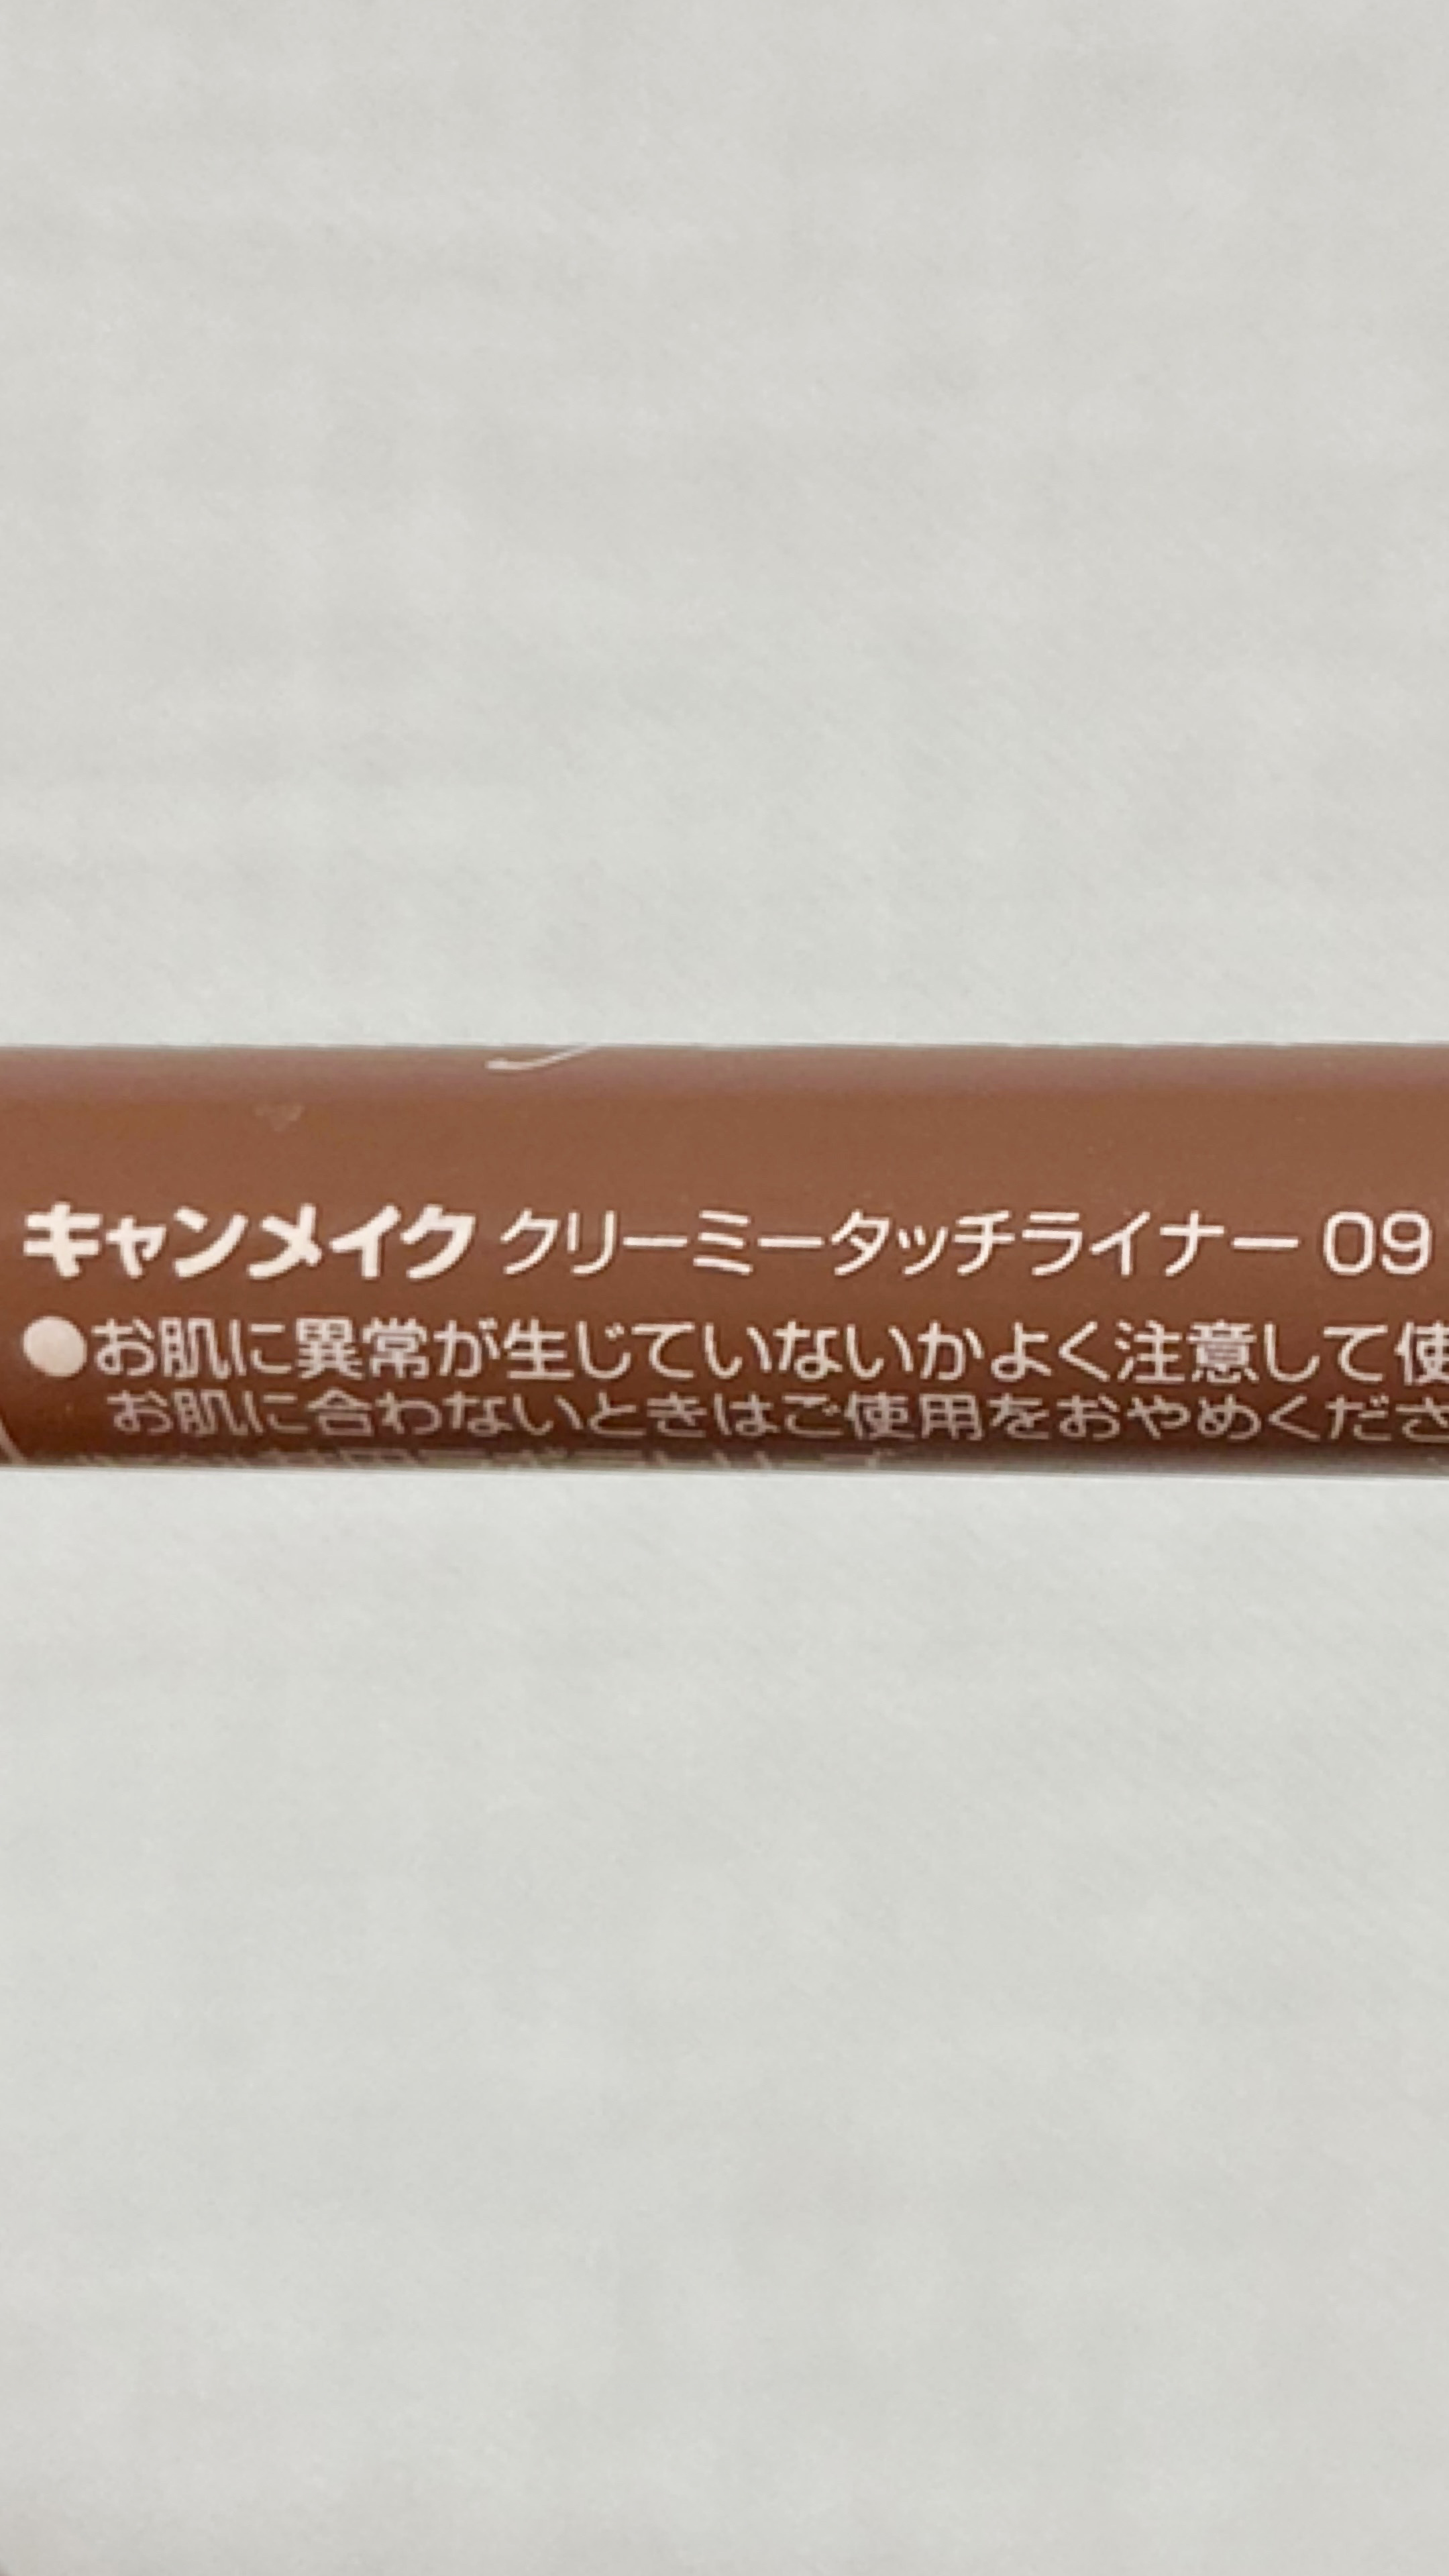 キャンメイク クリーミータッチライナー 09
●お肌に異常が生じていないかよく注意して使
お肌に合わないときはご使用をおやめくださ